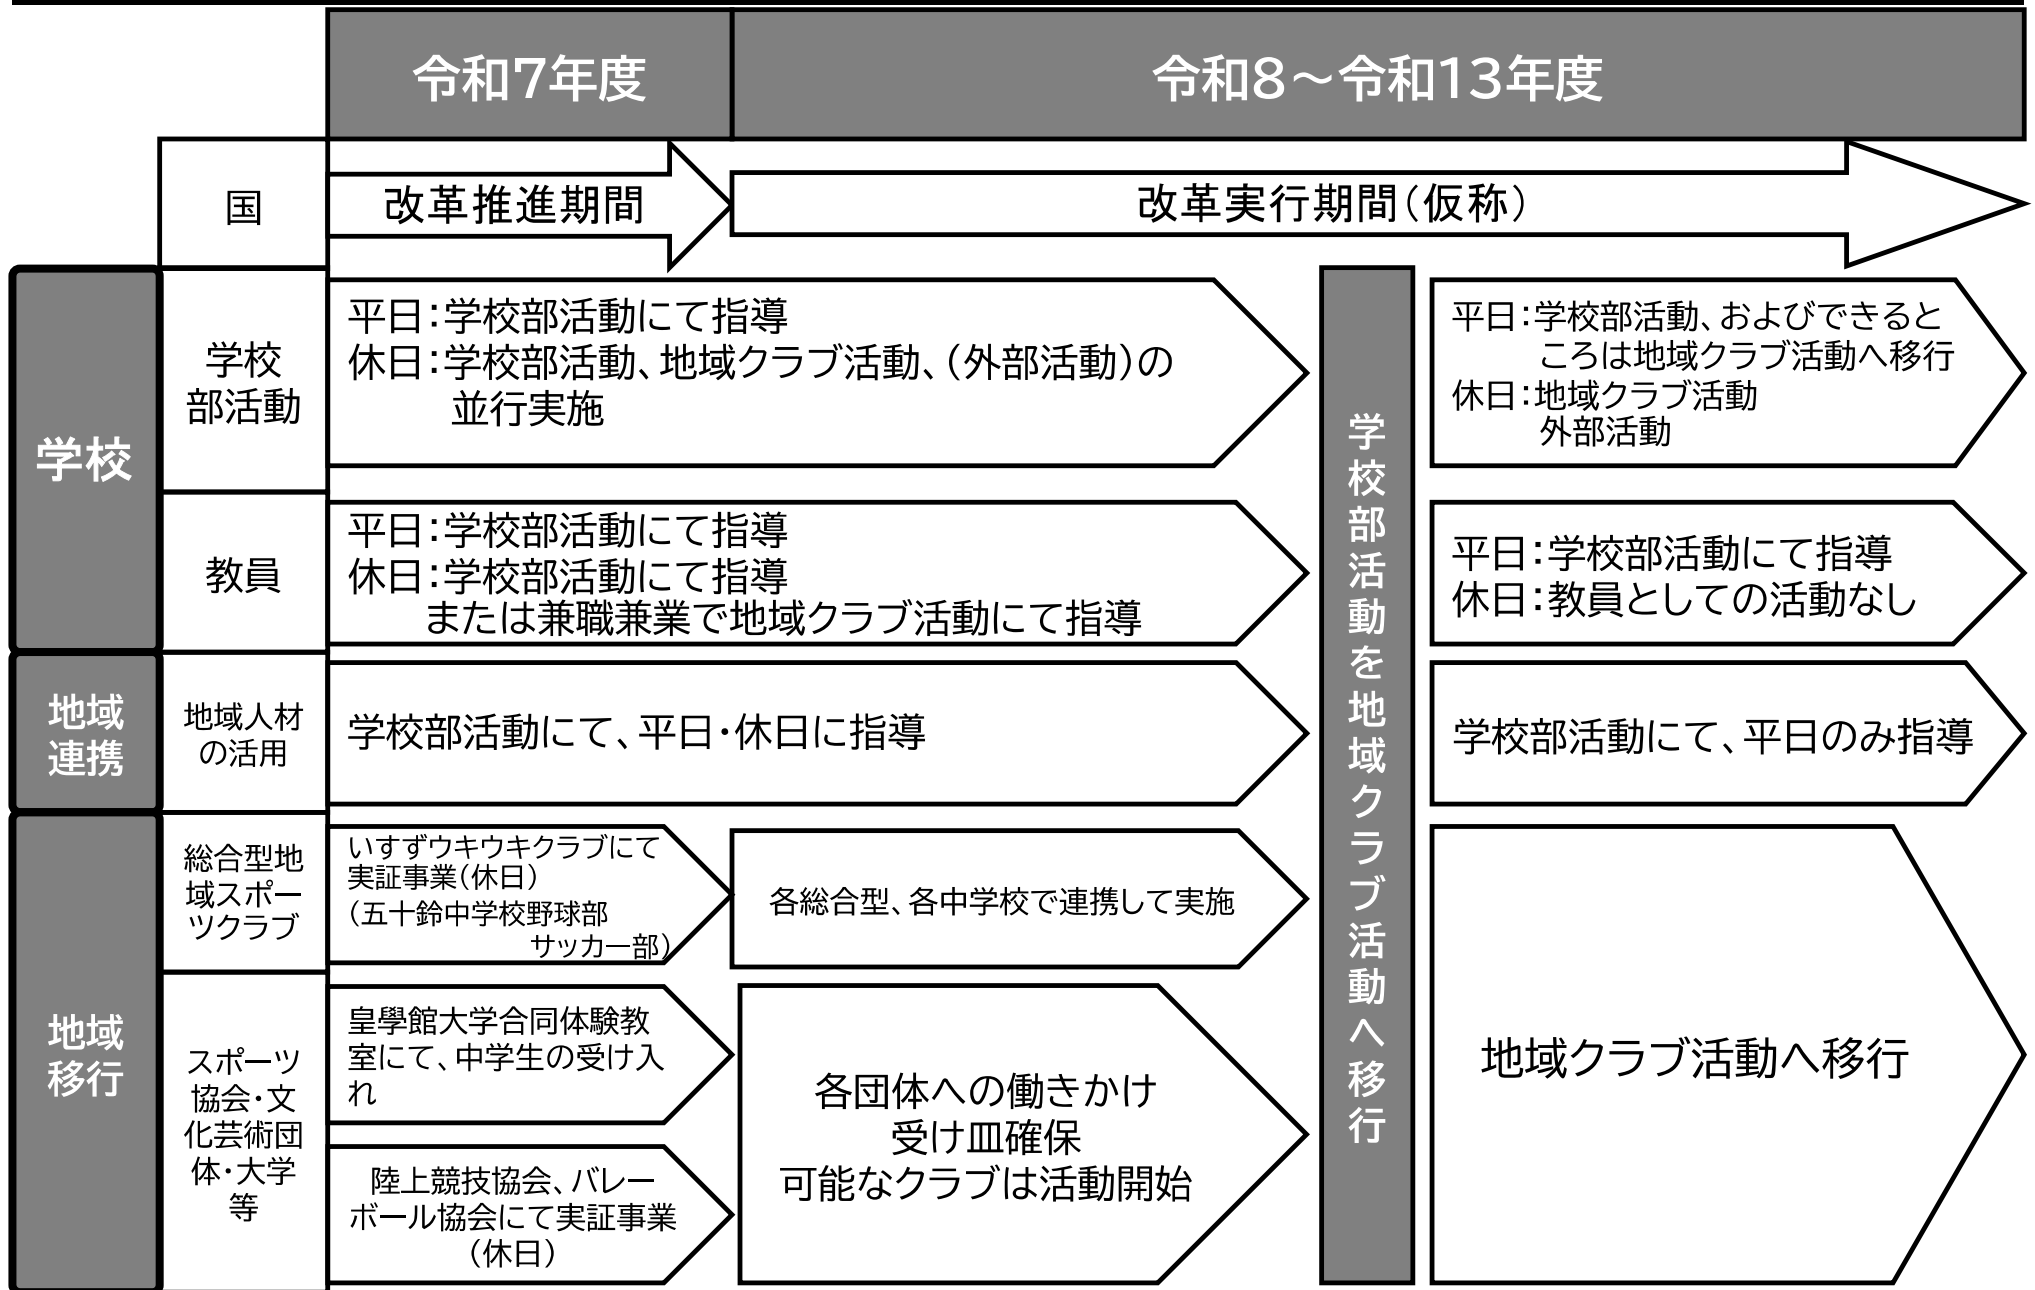 令和7年度
令和8～令和13年度
国
改革推進期間
改革実行期間（仮称）
学校
学校
部活動
平日：学校部活動にて指導
休日：学校部活動、地域クラブ活動、（外部活動）の
並行実施
平日：学校部活動、およびできると
ころは地域クラブ活動へ移行
休日：地域クラブ活動
外部活動
教員
平日：学校部活動にて指導
休日：学校部活動にて指導
または兼職兼業で地域クラブ活動にて指導
平日：学校部活動にて指導
休日：教員としての活動なし
学校部活動を地域クラブ活動へ移行
地域
連携
地域人材
の活用
学校部活動にて、平日・休日に指導
学校部活動にて、平日のみ指導
地域
移行
総合型地
域スポー
ツクラブ
いすずウキウキクラブにて
実証事業（休日）
（五十鈴中学校野球部
サッカー部）
各総合型、各中学校で連携して実施
地域クラブ活動へ移行
スポーツ
協会・文
化芸術団
体・大学
等
皇學館大学合同体験教
室にて、中学生の受け入
れ
陸上競技協会、バレー
ボール協会にて実証事業
（休日）
各団体への働きかけ
受け皿確保
可能なクラブは活動開始